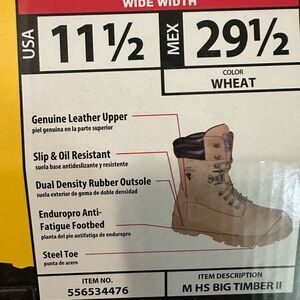 WIDE WIDTH
USA
11½
MEX
29½
COLOR
WHEAT
Genuine Leather Upper
piel genuina en la parte superior
Slip & Oil Resistant
suela base antideslizante y resistente
Dual Density Rubber Outsole
suela exterior de goma de doble densidad
Enduropro Anti-
Fatigue Footbed
planta del pie antifatiga de enduropro
Steel Toe
punta de acero
ITEM NO.
556534476
ITEM DESCRIPTION
M HS BIG TIMBER II